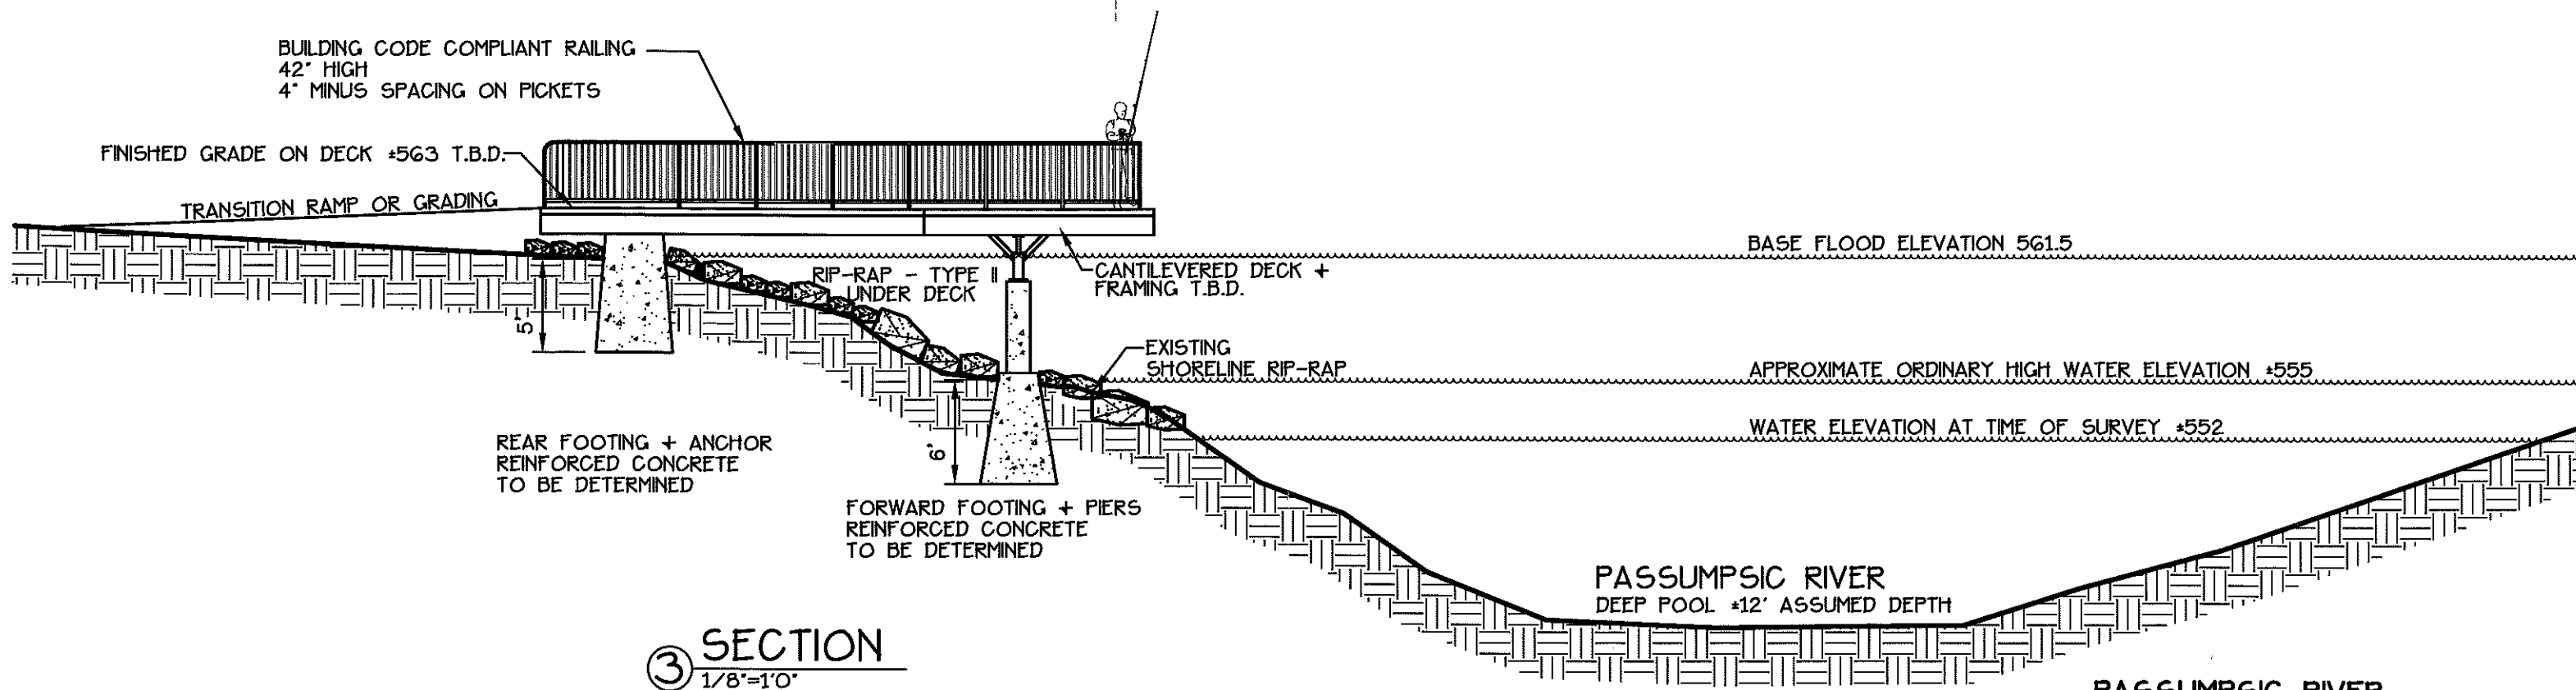 BUILDING CODE COMPLIANT RAILING
42" HIGH
4" MINUS SPACING ON PICKETS
FINISHED GRADE ON DECK ±563 T.B.D.
TRANSITION RAMP OR GRADING
BASE FLOOD ELEVATION 561.5
RIP-RAP - TYPE II
UNDER DECK
CANTILEVERED DECK +
FRAMING T.B.D.
5'
EXISTING
SHORELINE RIP-RAP
APPROXIMATE ORDINARY HIGH WATER ELEVATION ±555
WATER ELEVATION AT TIME OF SURVEY ±552
REAR FOOTING + ANCHOR
REINFORCED CONCRETE
TO BE DETERMINED
6'
FORWARD FOOTING + PIERS
REINFORCED CONCRETE
TO BE DETERMINED
PASSUMPSIC RIVER
DEEP POOL ±12' ASSUMED DEPTH
3 SECTION
1/8"=1'0"
PASSUMPSIC RIVER